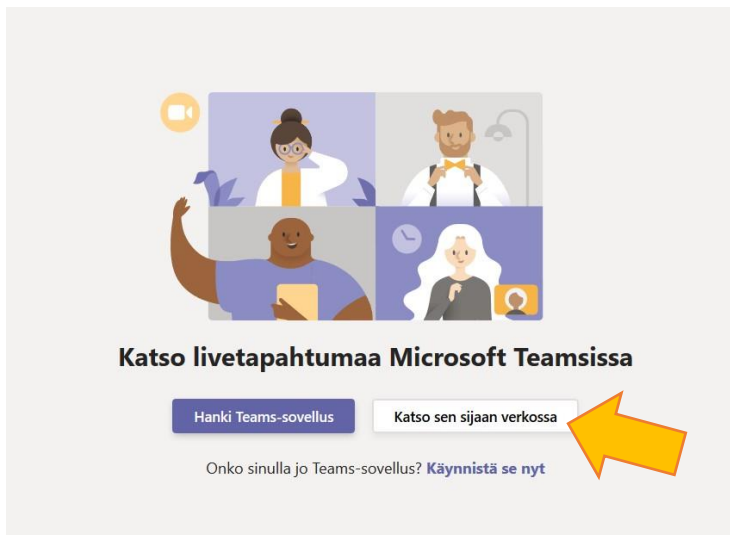 Katso livetapahtumaa Microsoft Teamsissa
Hanki Teams-sovellus
Katso sen sijaan verkossa
Onko sinulla jo Teams-sovellus? Käynnistä se nyt